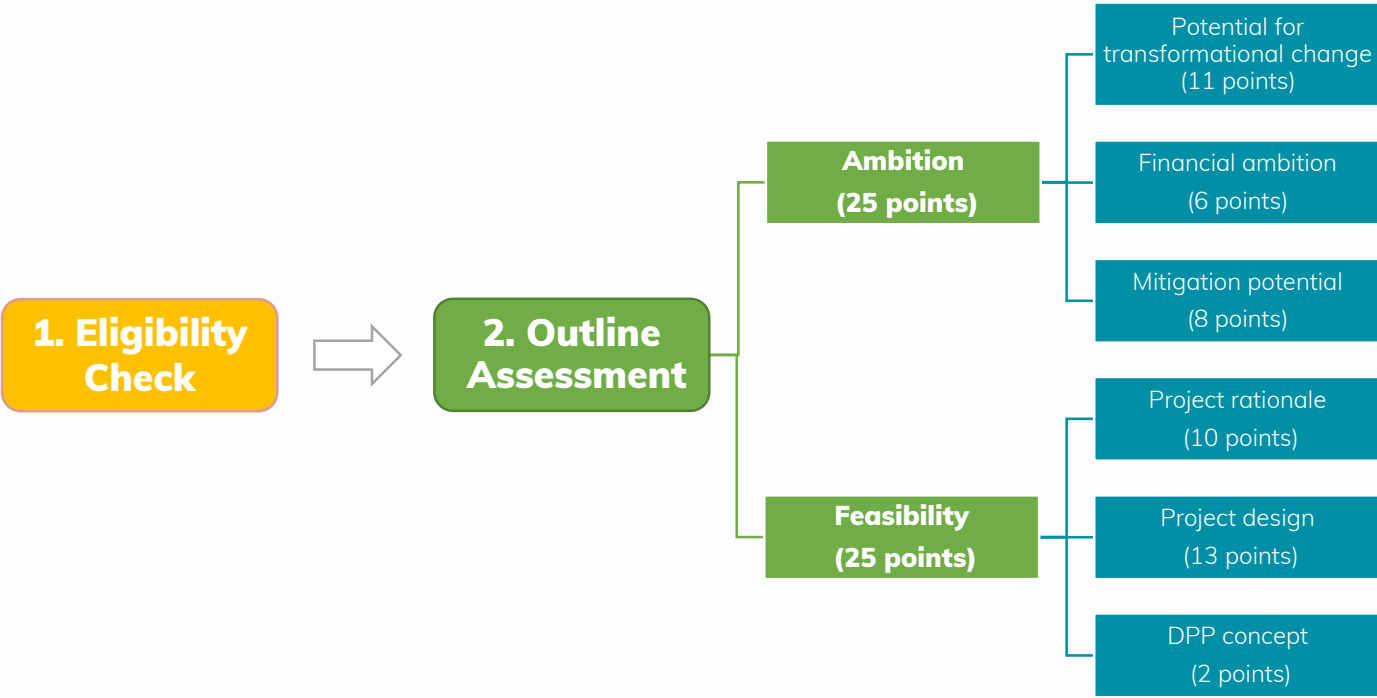 1. Eligibility
Check
2. Outline
Assessment
Ambition
(25 points)
Potential for
transformational change
(11 points)
Financial ambition
(6 points)
Mitigation potential
(8 points)
Feasibility
(25 points)
Project rationale
(10 points)
Project design
(13 points)
DPP concept
(2 points)